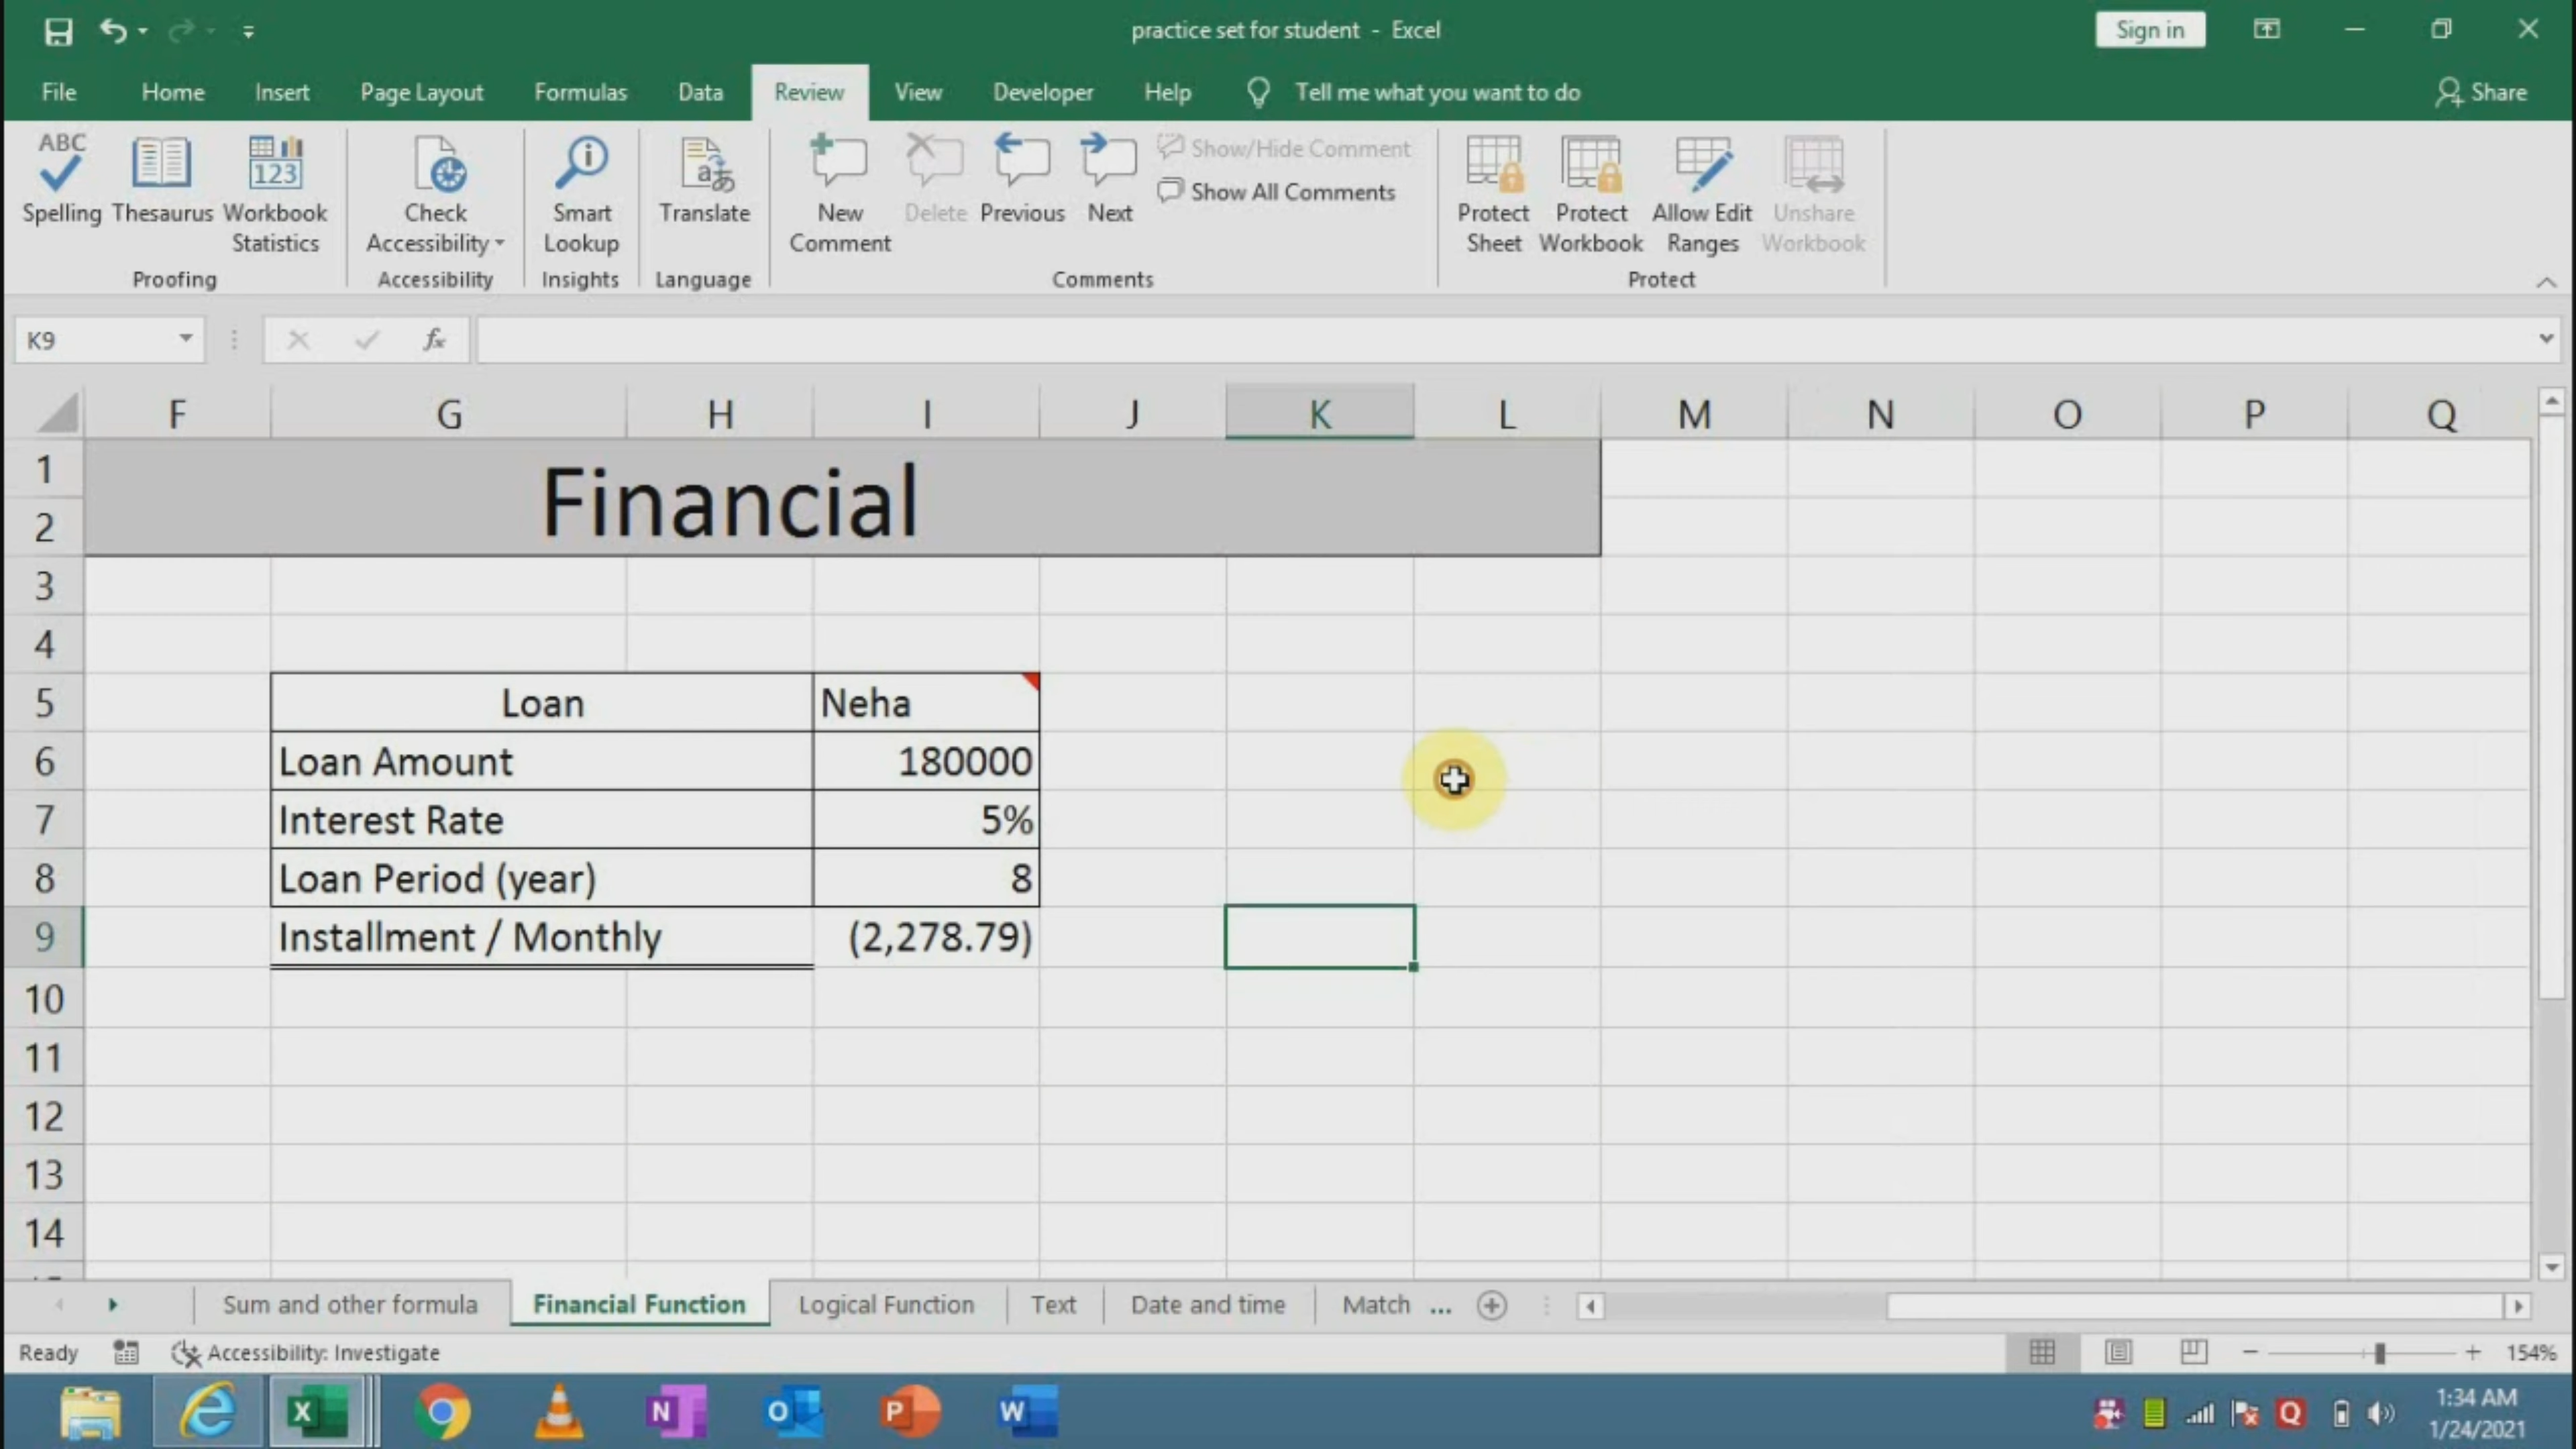 practice set for student - Excel
Sign in
File Home Insert Page Layout Formulas Data Review View Developer Help Tell me what you want to do Share
ABC
123
Spelling Thesaurus Workbook Statistics
Check Accessibility
Smart Lookup
Translate
New Comment
Delete Previous Next
Show/Hide Comment
Show All Comments
Protect Sheet
Protect Workbook
Allow Edit Ranges
Unshare Workbook
Proofing Accessibility Insights Language Comments Protect
K9
fx
F G H I J K L M N O P Q
1
Financial
2
3
4
5 Loan Neha
6 Loan Amount 180000
7 Interest Rate 5%
8 Loan Period (year) 8
9 Installment / Monthly (2,278.79)
10
11
12
13
14
Sum and other formula Financial Function Logical Function Text Date and time Match ...
Ready Accessibility: Investigate 154%
1:34 AM
1/24/2021